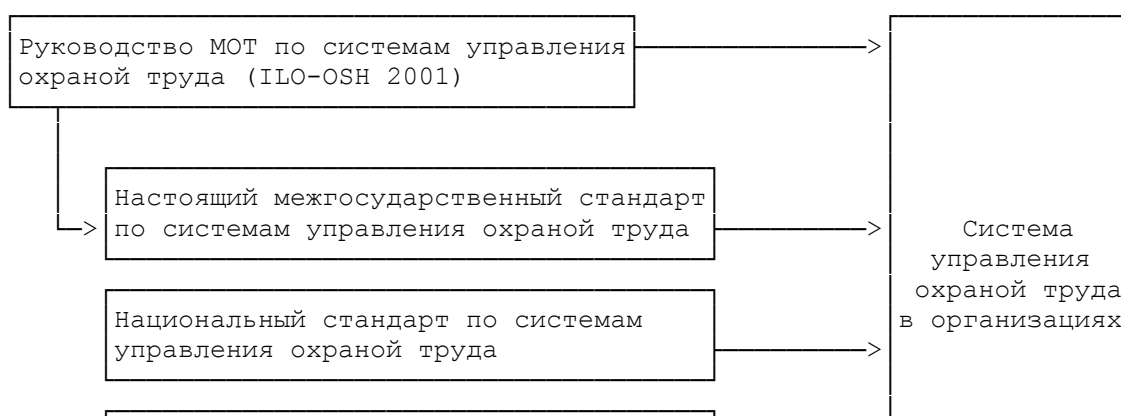 Руководство МОТ по системам управления
охраной труда (ILO-OSH 2001)
Настоящий межгосударственный стандарт
по системам управления охраной труда
Национальный стандарт по системам
управления охраной труда
Система
управления
охраной труда
в организациях